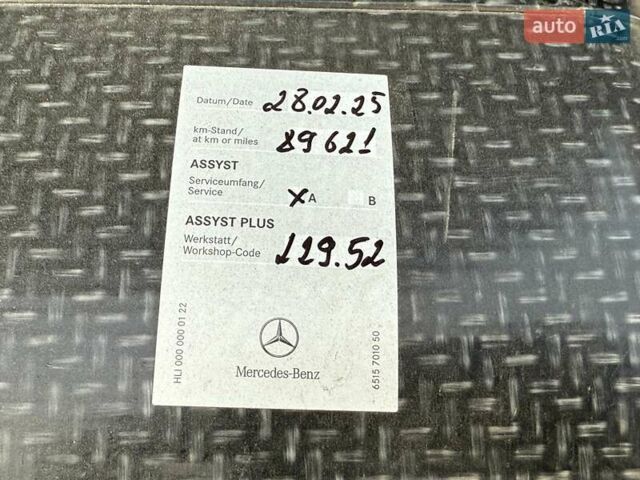 auto RIA.com
Datum/Date 28.02.25
km-Stand/
at km or miles 89621
ASSYST
Serviceumfang/
Service X A B
ASSYST PLUS
Werkstatt/
Workshop-Code 129.52
HLI 000 000 01 22
Mercedes-Benz
6515 7010 50